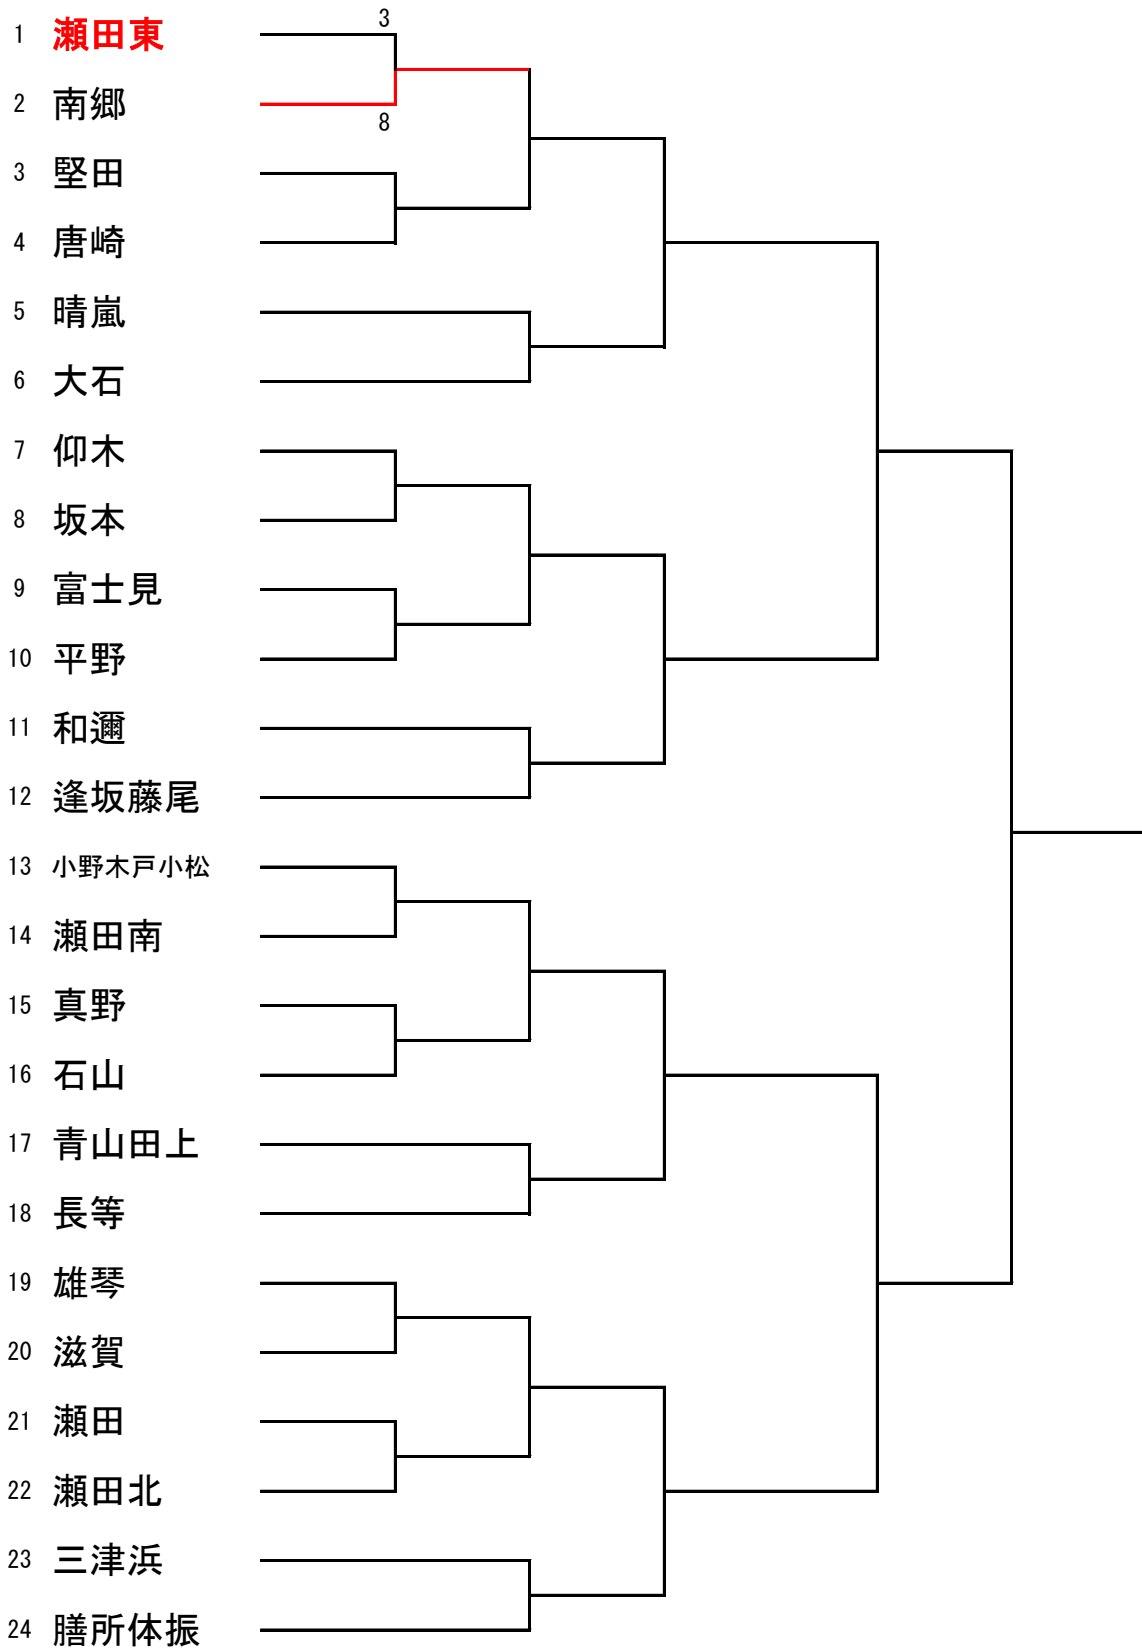 3
1 瀬田東
2 南郷
8
3 堅田
4 唐崎
5 晴嵐
6 大石
7 仰木
8 坂本
9 富士見
10 平野
11 和邇
12 逢坂藤尾
13 小野木戸小松
14 瀬田南
15 真野
16 石山
17 青山田上
18 長等
19 雄琴
20 滋賀
21 瀬田
22 瀬田北
23 三津浜
24 膳所体振